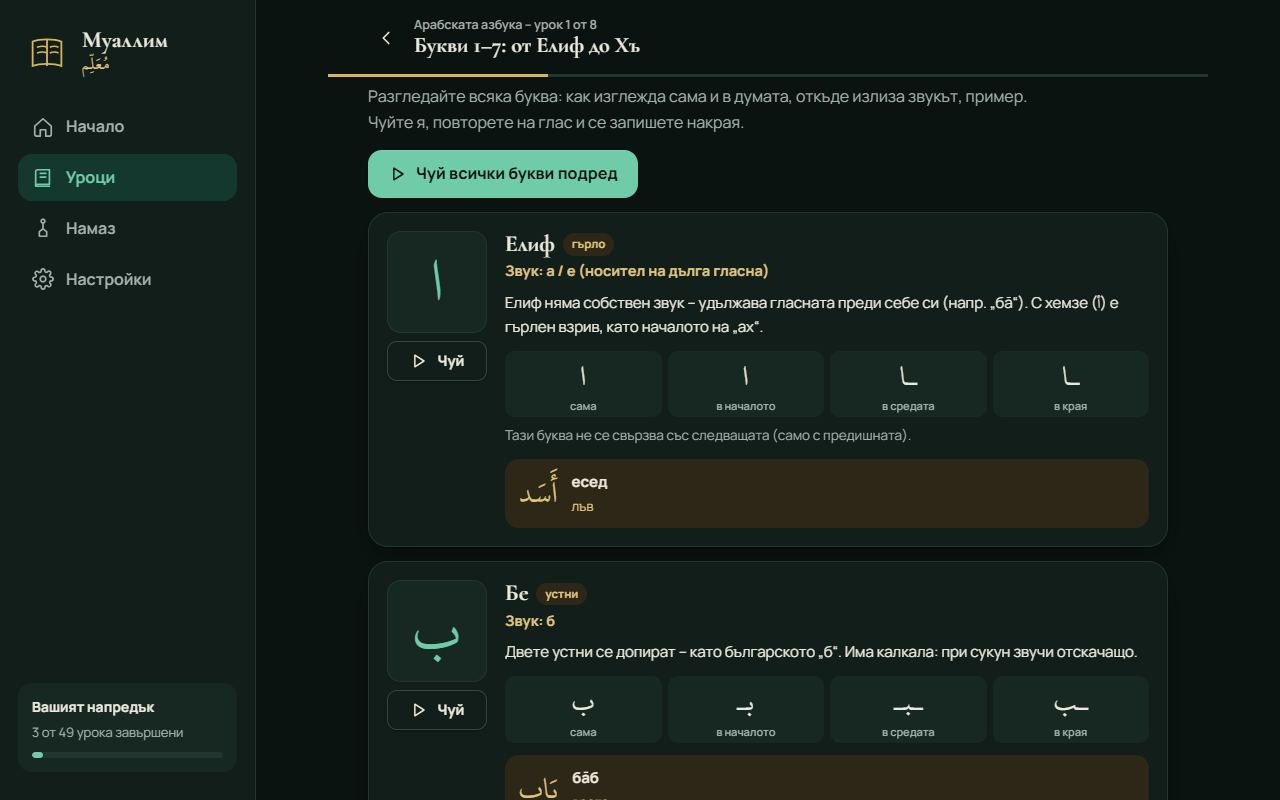 Муаллим
مُعَلِّم
Начало
Уроци
Намаз
Настройки
Вашият напредък
3 от 49 урока завършени
Арабската азбука – урок 1 от 8
Букви 1–7: от Елиф до Хъ
Разгледайте всяка буква: как изглежда сама и в думата, откъде излиза звукът, пример.
Чуйте я, повторете на глас и се запишете накрая.
Чуй всички букви подред
ا
Чуй
Елиф гърло
Звук: а / е (носител на дълга гласна)
Елиф няма собствен звук – удължава гласната преди себе си (напр. „ба̄“). С хемзе (أ) е
гърлен взрив, като началото на „ах“.
ا ا ـا ـا
сама в началото в средата в края
Тази буква не се свързва със следващата (само с предишната).
أَسَد
есед
лъв
ب
Чуй
Бе устни
Звук: б
Двете устни се допират – като българското „б“. Има калкала: при сукун звучи отскачащо.
ب بـ ـبـ ـب
сама в началото в средата в края
بَاب
ба̄б